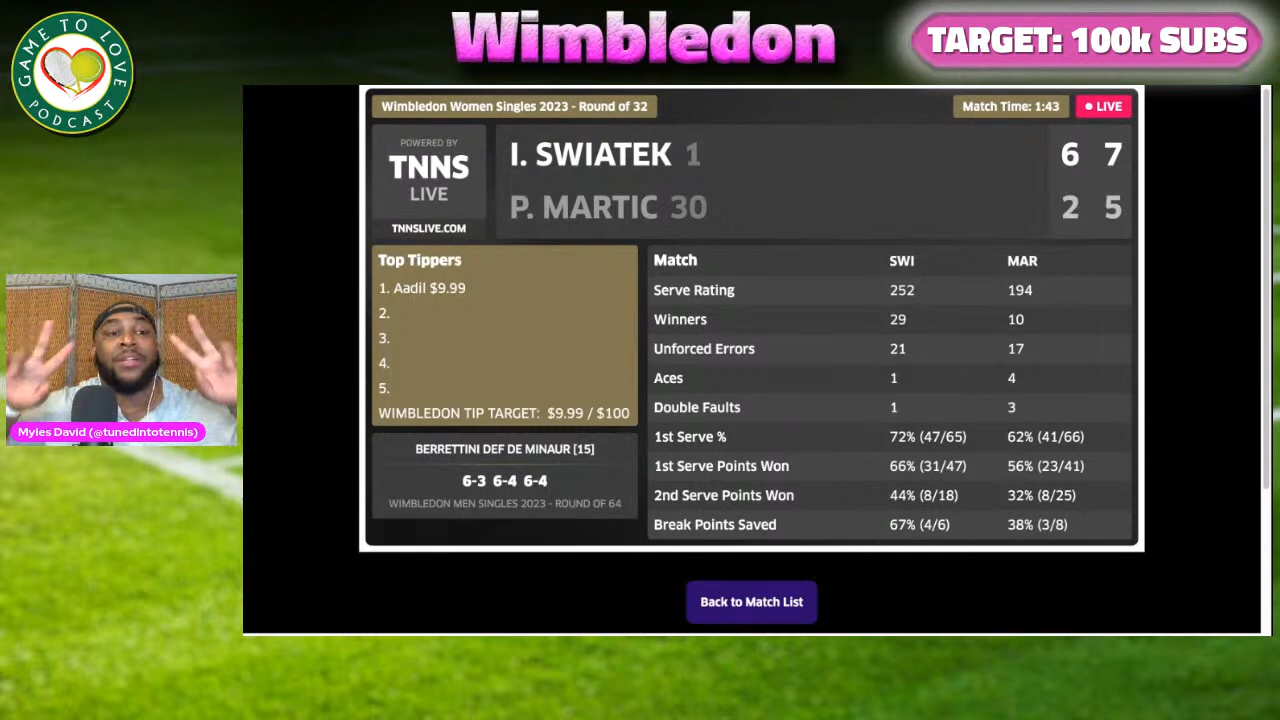 GAME TO LOVE
PODCAST
Wimbledon
TARGET: 100k SUBS
Wimbledon Women Singles 2023 - Round of 32
Match Time: 1:43
LIVE
POWERED BY
TNNS
LIVE
TNNSLIVE.COM
I. SWIATEK 1 6 7
P. MARTIC 30 2 5
Top Tippers
1. Aadil $9.99
2.
3.
4.
5.
WIMBLEDON TIP TARGET: $9.99 / $100
BERRETTINI DEF DE MINAUR [15]
6-3 6-4 6-4
WIMBLEDON MEN SINGLES 2023 - ROUND OF 64
Match SWI MAR
Serve Rating 252 194
Winners 29 10
Unforced Errors 21 17
Aces 1 4
Double Faults 1 3
1st Serve % 72% (47/65) 62% (41/66)
1st Serve Points Won 66% (31/47) 56% (23/41)
2nd Serve Points Won 44% (8/18) 32% (8/25)
Break Points Saved 67% (4/6) 38% (3/8)
Myles David (@tunedintotennis)
Back to Match List